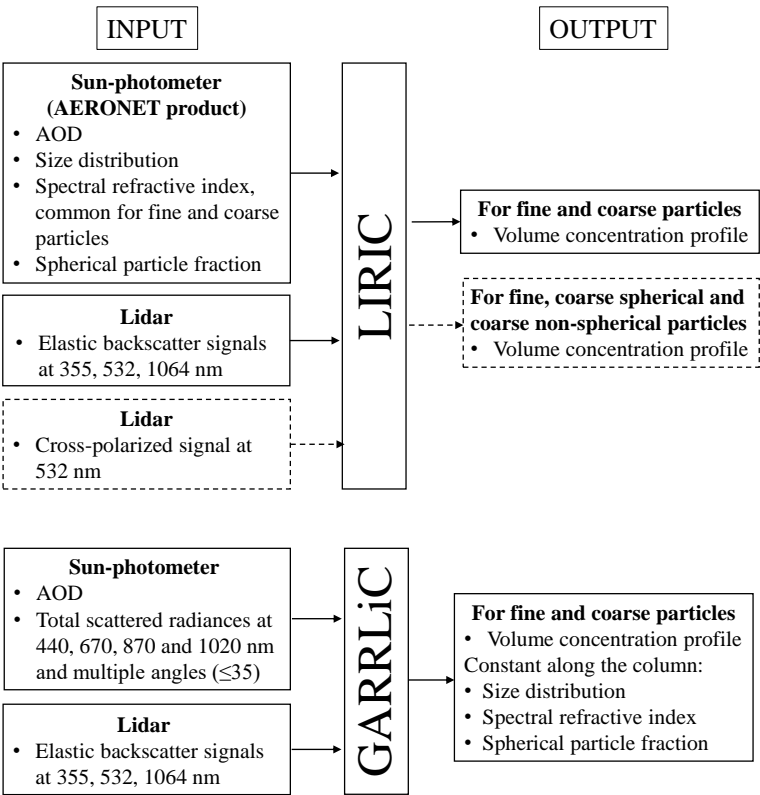 INPUT
OUTPUT
Sun-photometer
(AERONET product)
• AOD
• Size distribution
• Spectral refractive index,
common for fine and coarse
particles
• Spherical particle fraction
Lidar
• Elastic backscatter signals
at 355, 532, 1064 nm
Lidar
• Cross-polarized signal at
532 nm
LIRIC
For fine and coarse particles
• Volume concentration profile
For fine, coarse spherical and
coarse non-spherical particles
• Volume concentration profile
Sun-photometer
• AOD
• Total scattered radiances at
440, 670, 870 and 1020 nm
and multiple angles (≤35)
Lidar
• Elastic backscatter signals
at 355, 532, 1064 nm
GARRLiC
For fine and coarse particles
• Volume concentration profile
Constant along the column:
• Size distribution
• Spectral refractive index
• Spherical particle fraction